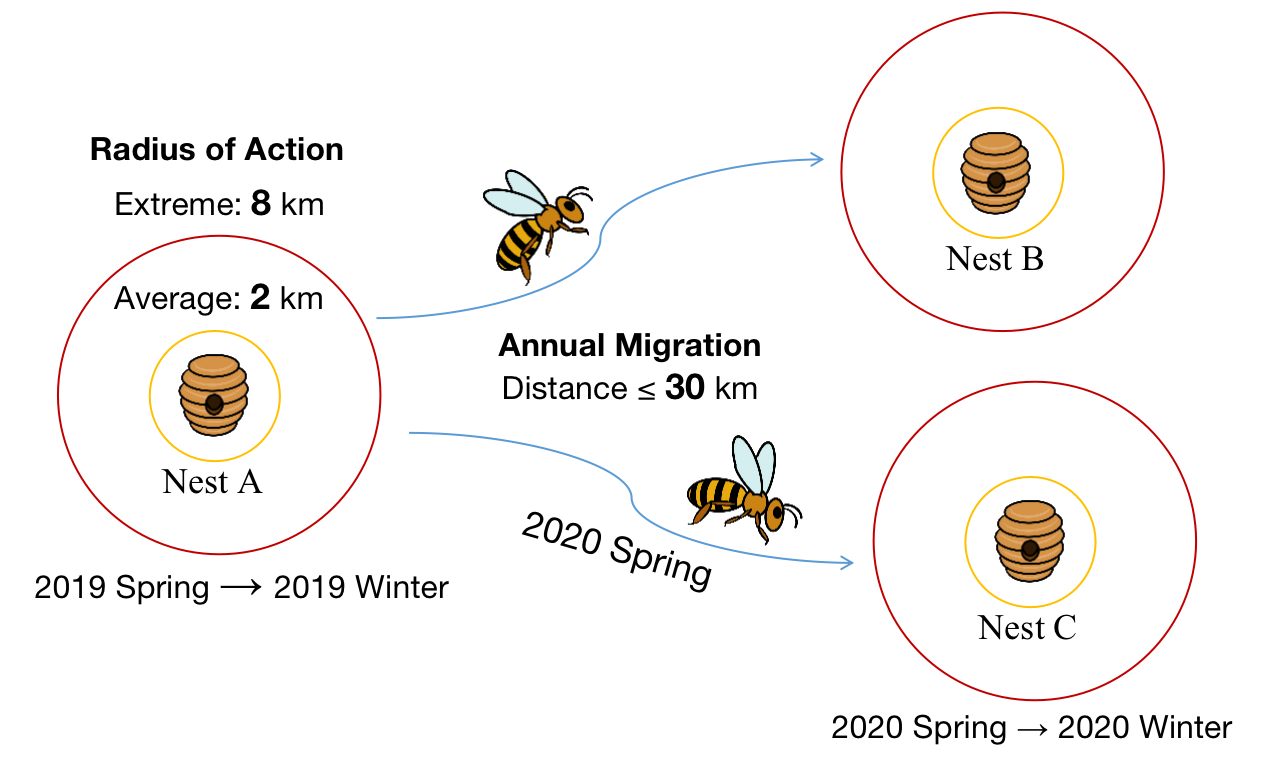 Radius of Action
Extreme: 8 km
Average: 2 km
Nest A
2019 Spring → 2019 Winter
Annual Migration
Distance ≤ 30 km
2020 Spring
Nest B
Nest C
2020 Spring → 2020 Winter